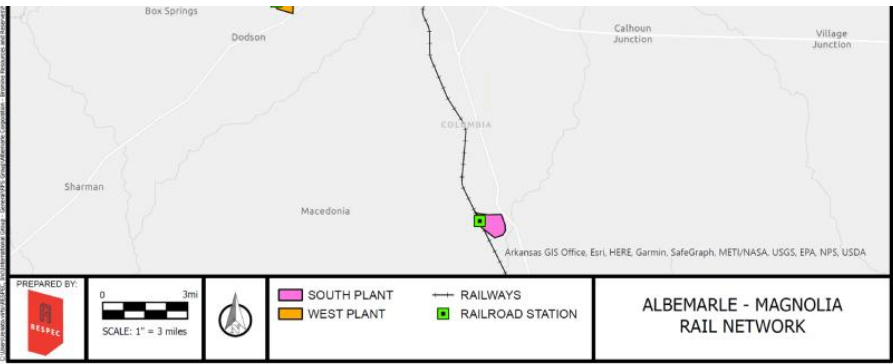 Box Springs
Dodson
Calhoun
Junction
Village
Junction
COLUMBIA
Sharman
Macedonia
Arkansas GIS Office, Esri, HERE, Garmin, SafeGraph, METI/NASA, USGS, EPA, NPS, USDA
PREPARED BY:
RESPEC
0 3mi
SCALE: 1" = 3 miles
SOUTH PLANT
WEST PLANT
RAILWAYS
RAILROAD STATION
ALBEMARLE - MAGNOLIA
RAIL NETWORK